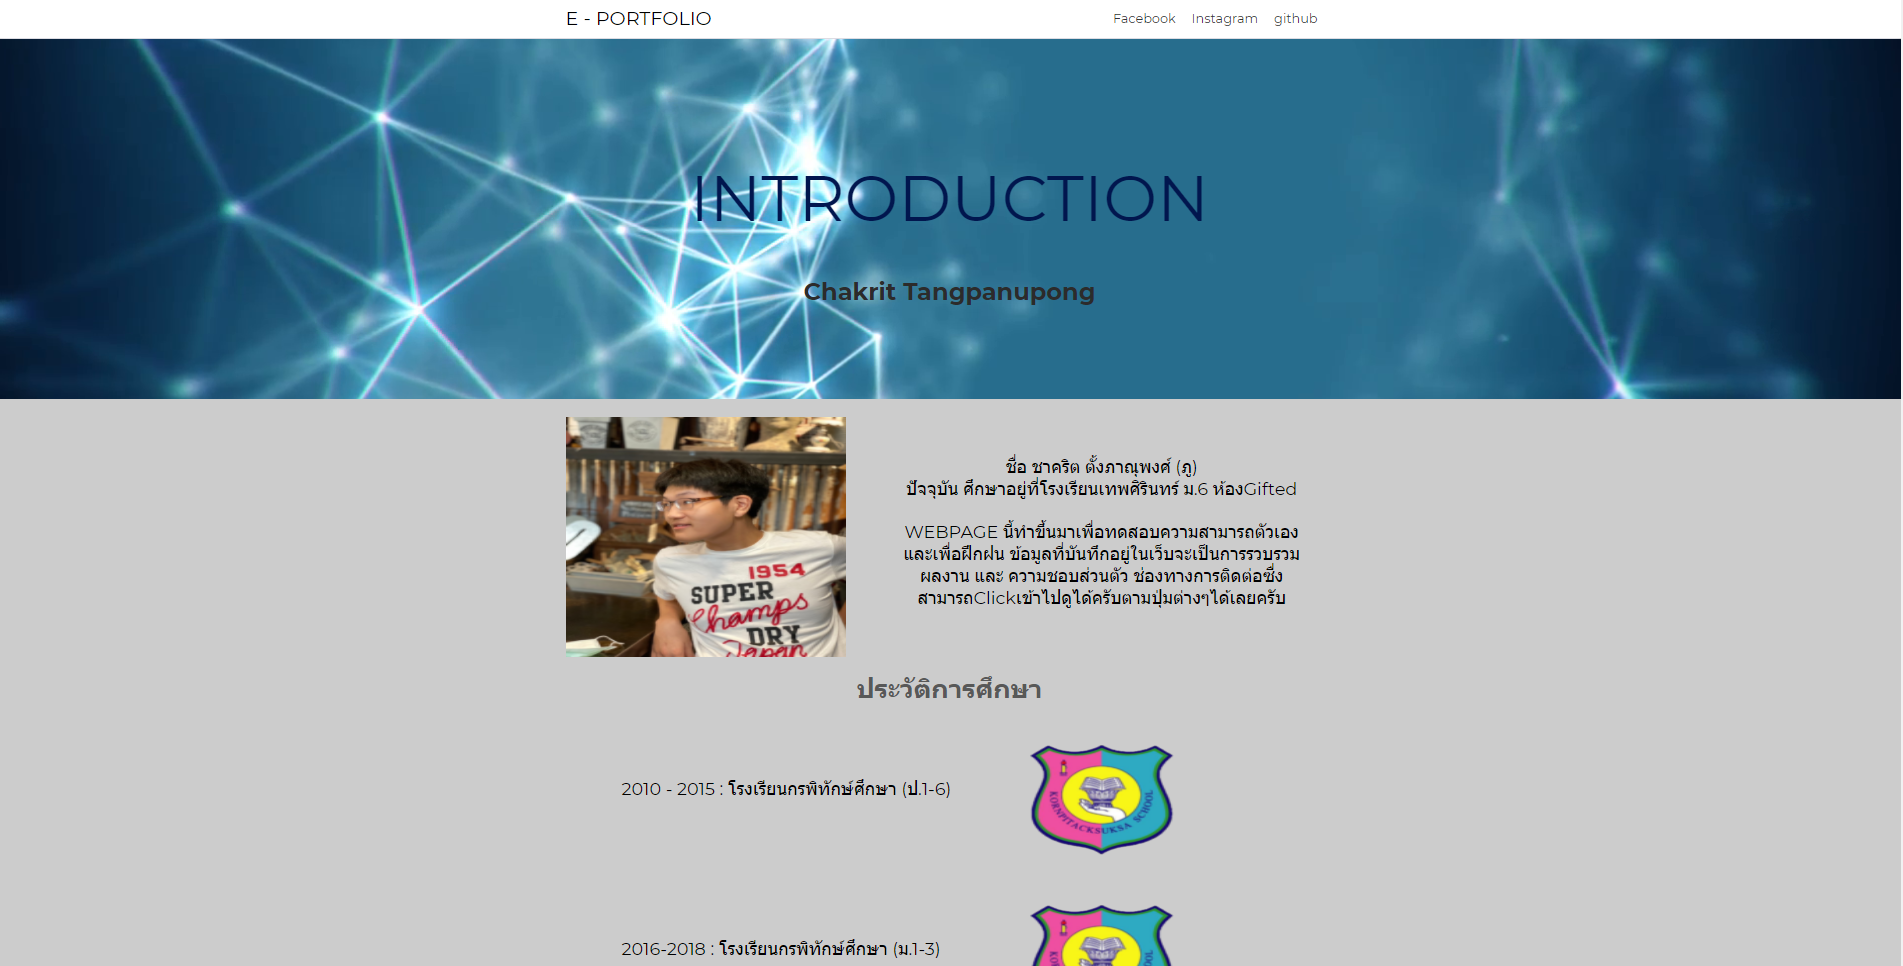 E - PORTFOLIO
Facebook Instagram github
INTRODUCTION
Chakrit Tangpanupong
ชื่อ ชาคริต ตั้งภาณุพงศ์ (ภู)
ปัจจุบัน ศึกษาอยู่ที่โรงเรียนเทพศิรินทร์ ม.6 ห้องGifted
WEBPAGE นี้ทำขึ้นมาเพื่อทดสอบความสามารถตัวเอง
และเพื่อฝึกฝน ข้อมูลที่บันทึกอยู่ในเว็บจะเป็นการรวบรวม
ผลงาน และ ความชอบส่วนตัว ช่องทางการติดต่อซึ่ง
สามารถClickเข้าไปดูได้ครับตามปุ่มต่างๆได้เลยครับ
1954
SUPER
Champs
DRY
Japan
ประวัติการศึกษา
2010 - 2015 : โรงเรียนกรพิทักษ์ศึกษา (ป.1-6)
KORNPITACKSUKSA SCHOOL
2016-2018 : โรงเรียนกรพิทักษ์ศึกษา (ม.1-3)